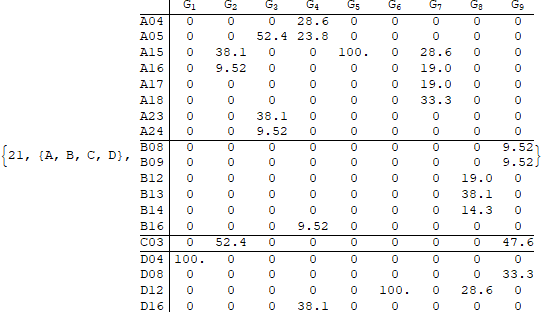 G1 G2 G3 G4 G5 G6 G7 G8 G9
A04 0 0 0 28.6 0 0 0 0 0
A05 0 0 52.4 23.8 0 0 0 0 0
A15 0 38.1 0 0 100. 0 28.6 0 0
A16 0 9.52 0 0 0 0 19.0 0 0
A17 0 0 0 0 0 0 19.0 0 0
A18 0 0 0 0 0 0 33.3 0 0
A23 0 0 38.1 0 0 0 0 0 0
A24 0 0 9.52 0 0 0 0 0 0
B08 0 0 0 0 0 0 0 0 9.52
{21, {A, B, C, D}, B09 0 0 0 0 0 0 0 0 9.52}
B12 0 0 0 0 0 0 0 19.0 0
B13 0 0 0 0 0 0 0 38.1 0
B14 0 0 0 0 0 0 0 14.3 0
B16 0 0 0 9.52 0 0 0 0 0
C03 0 52.4 0 0 0 0 0 0 47.6
D04 100. 0 0 0 0 0 0 0 0
D08 0 0 0 0 0 0 0 0 33.3
D12 0 0 0 0 0 100. 0 28.6 0
D16 0 0 0 38.1 0 0 0 0 0